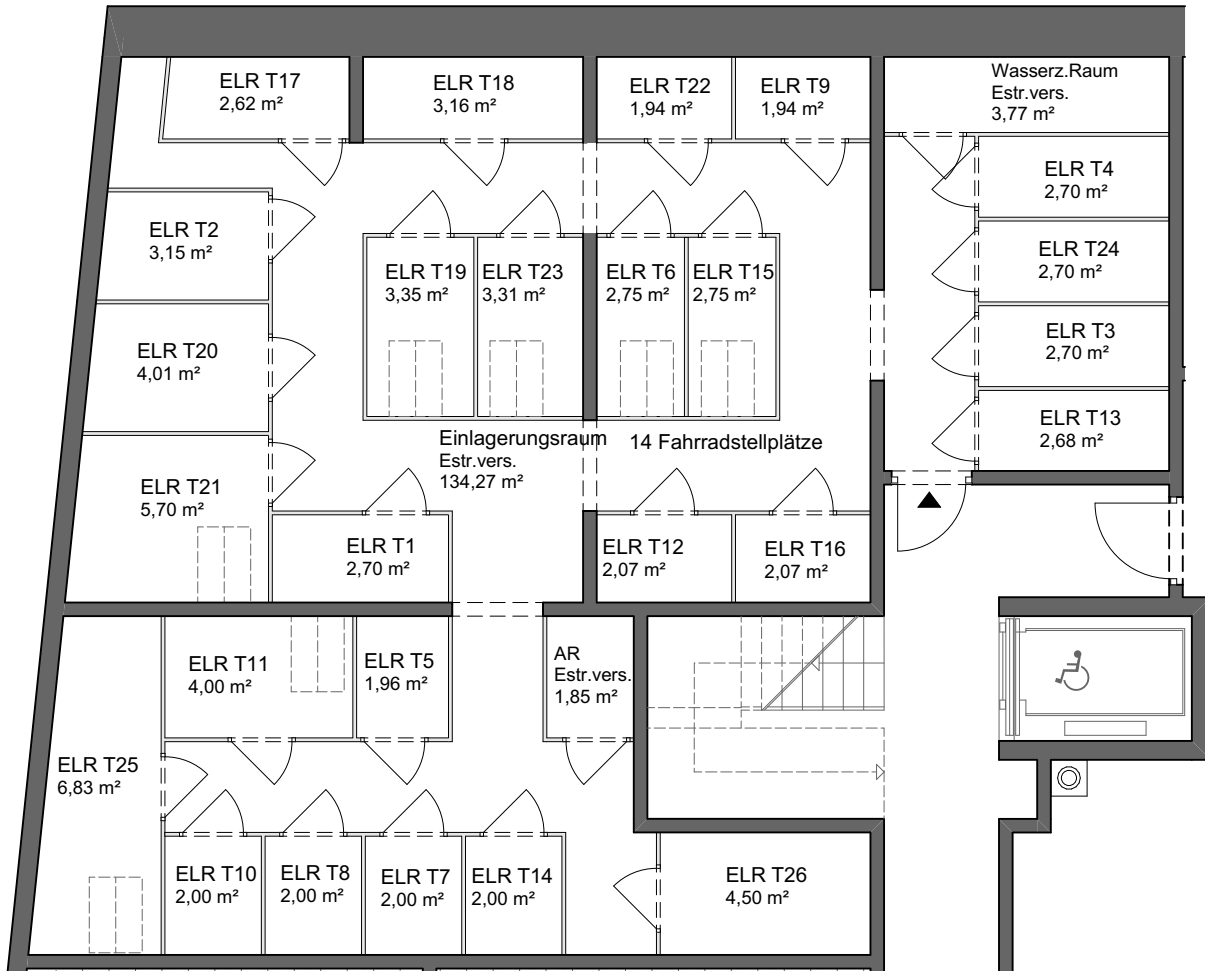 ELR T17
2,62 m²
ELR T18
3,16 m²
ELR T22
1,94 m²
ELR T9
1,94 m²
Wasserz.Raum
Estr.vers.
3,77 m²
ELR T4
2,70 m²
ELR T2
3,15 m²
ELR T19
3,35 m²
ELR T23
3,31 m²
ELR T6
2,75 m²
ELR T15
2,75 m²
ELR T24
2,70 m²
ELR T20
4,01 m²
ELR T3
2,70 m²
ELR T13
2,68 m²
Einlagerungsraum
Estr.vers.
134,27 m²
14 Fahrradstellplätze
ELR T21
5,70 m²
ELR T1
2,70 m²
ELR T12
2,07 m²
ELR T16
2,07 m²
ELR T11
4,00 m²
ELR T5
1,96 m²
AR
Estr.vers.
1,85 m²
ELR T25
6,83 m²
ELR T10
2,00 m²
ELR T8
2,00 m²
ELR T7
2,00 m²
ELR T14
2,00 m²
ELR T26
4,50 m²